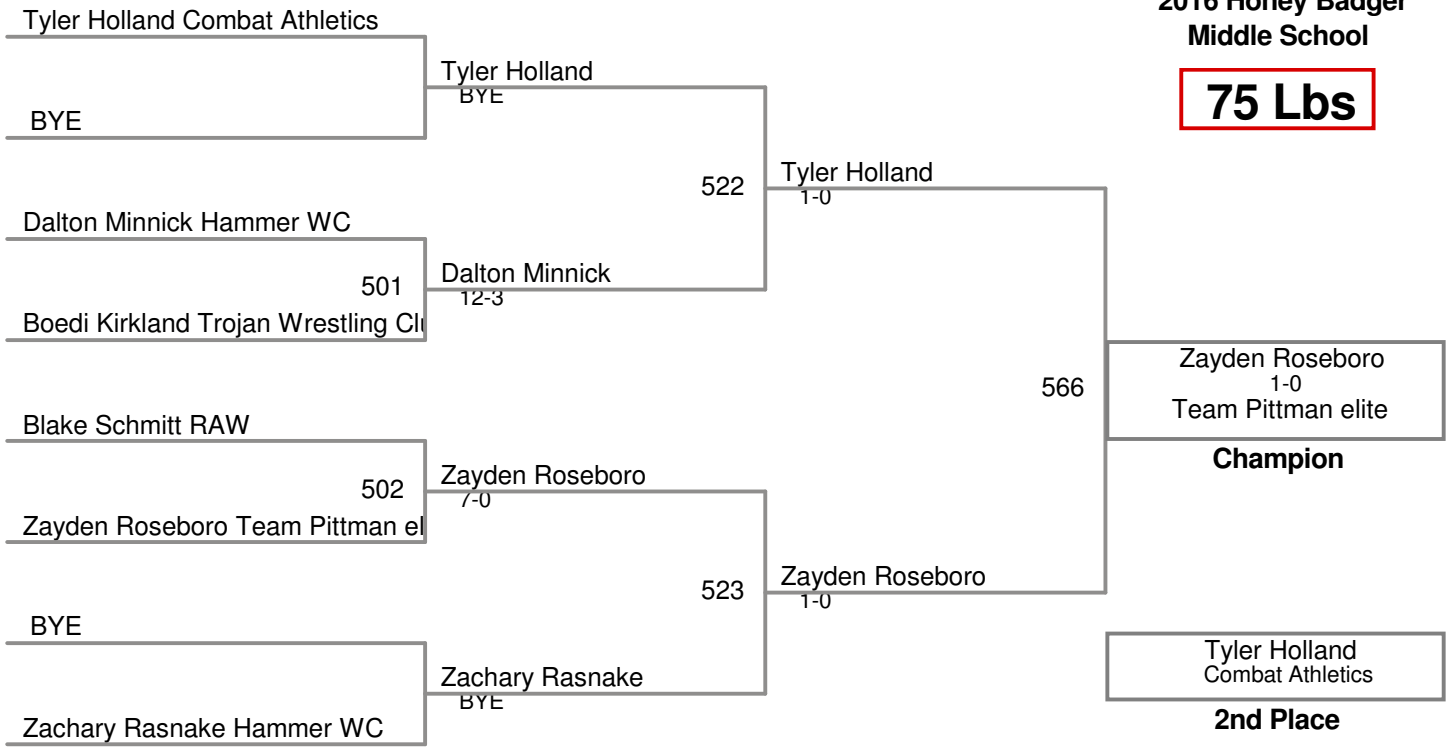 Tyler Holland Combat Athletics
BYE
Dalton Minnick Hammer WC
501
Boedi Kirkland Trojan Wrestling Clu
Blake Schmitt RAW
502
Zayden Roseboro Team Pittman el
BYE
Zachary Rasnake Hammer WC
Tyler Holland
BYE
522
Dalton Minnick
12-3
Zayden Roseboro
7-0
523
Zachary Rasnake
BYE
Tyler Holland
1-0
566
Zayden Roseboro
1-0
2016 Honey Badger
Middle School
75 Lbs
Zayden Roseboro
1-0
Team Pittman elite
Champion
Tyler Holland
Combat Athletics
2nd Place